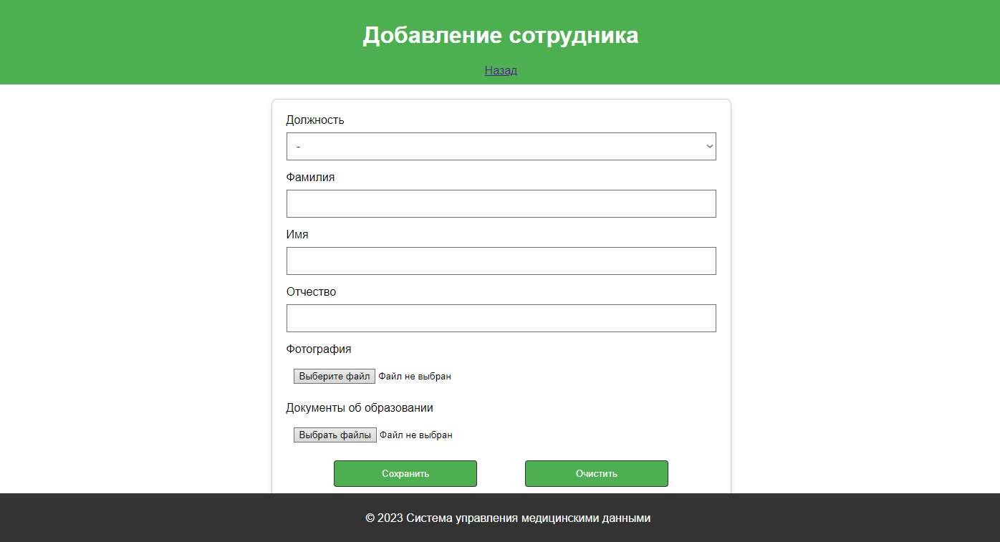 Добавление сотрудника
Назад
Должность
-
Фамилия
Имя
Отчество
Фотография
Выберите файл Файл не выбран
Документы об образовании
Выбрать файлы Файл не выбран
Сохранить Очистить
© 2023 Система управления медицинскими данными